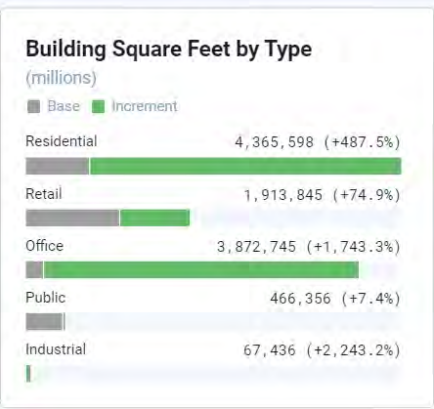 Building Square Feet by Type
(millions)
Base Increment
Residential 4,365,598 (+487.5%)
Retail 1,913,845 (+74.9%)
Office 3,872,745 (+1,743.3%)
Public 466,356 (+7.4%)
Industrial 67,436 (+2,243.2%)